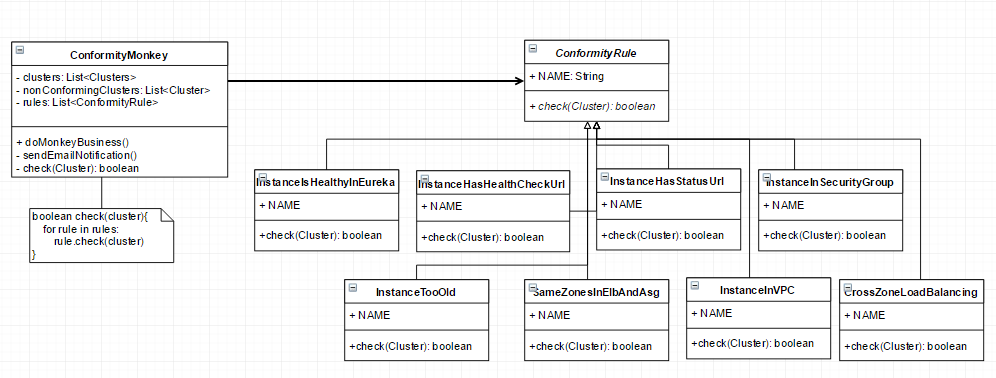 ConformityMonkey
- clusters: List<Clusters>
- nonConformingClusters: List<Cluster>
- rules: List<ConformityRule>
+ doMonkeyBusiness()
- sendEmailNotification()
- check(Cluster): boolean
boolean check(cluster){
for rule in rules:
rule.check(cluster)
}
ConformityRule
+ NAME: String
+ check(Cluster): boolean
InstanceIsHealthyInEureka
+ NAME
+check(Cluster): boolean
InstanceHasHealthCheckUrl
+ NAME
+check(Cluster): boolean
InstanceHasStatusUrl
+ NAME
+check(Cluster): boolean
InstanceInSecurityGroup
+ NAME
+check(Cluster): boolean
InstanceTooOld
+ NAME
+check(Cluster): boolean
SameZonesInElbAndAsg
+ NAME
+check(Cluster): boolean
InstanceInVPC
+ NAME
+check(Cluster): boolean
CrossZoneLoadBalancing
+ NAME
+check(Cluster): boolean